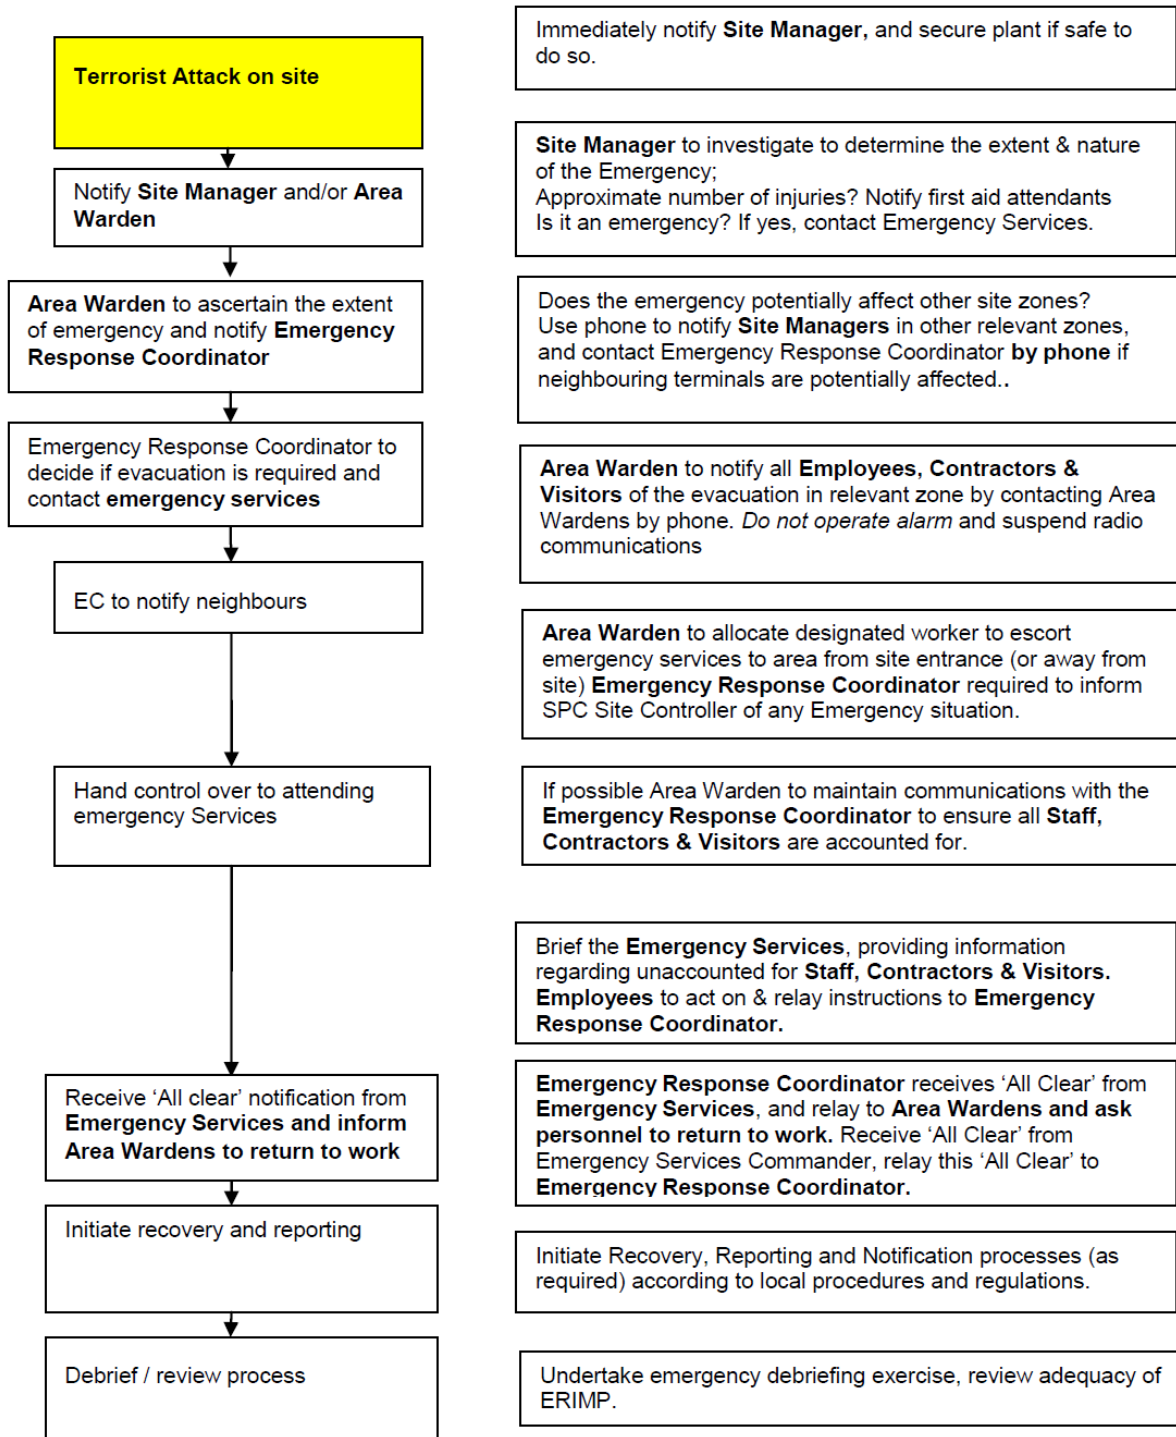 Terrorist Attack on site
Immediately notify Site Manager, and secure plant if safe to
do so.
Notify Site Manager and/or Area
Warden
Site Manager to investigate to determine the extent & nature
of the Emergency;
Approximate number of injuries? Notify first aid attendants
Is it an emergency? If yes, contact Emergency Services.
Area Warden to ascertain the extent
of emergency and notify Emergency
Response Coordinator
Does the emergency potentially affect other site zones?
Use phone to notify Site Managers in other relevant zones,
and contact Emergency Response Coordinator by phone if
neighbouring terminals are potentially affected..
Emergency Response Coordinator to
decide if evacuation is required and
contact emergency services
Area Warden to notify all Employees, Contractors &
Visitors of the evacuation in relevant zone by contacting Area
Wardens by phone. Do not operate alarm and suspend radio
communications
EC to notify neighbours
Area Warden to allocate designated worker to escort
emergency services to area from site entrance (or away from
site) Emergency Response Coordinator required to inform
SPC Site Controller of any Emergency situation.
Hand control over to attending
emergency Services
If possible Area Warden to maintain communications with the
Emergency Response Coordinator to ensure all Staff,
Contractors & Visitors are accounted for.
Brief the Emergency Services, providing information
regarding unaccounted for Staff, Contractors & Visitors.
Employees to act on & relay instructions to Emergency
Response Coordinator.
Receive ‘All clear’ notification from
Emergency Services and inform
Area Wardens to return to work
Emergency Response Coordinator receives ‘All Clear’ from
Emergency Services, and relay to Area Wardens and ask
personnel to return to work. Receive ‘All Clear’ from
Emergency Services Commander, relay this ‘All Clear’ to
Emergency Response Coordinator.
Initiate recovery and reporting
Initiate Recovery, Reporting and Notification processes (as
required) according to local procedures and regulations.
Debrief / review process
Undertake emergency debriefing exercise, review adequacy of
ERIMP.